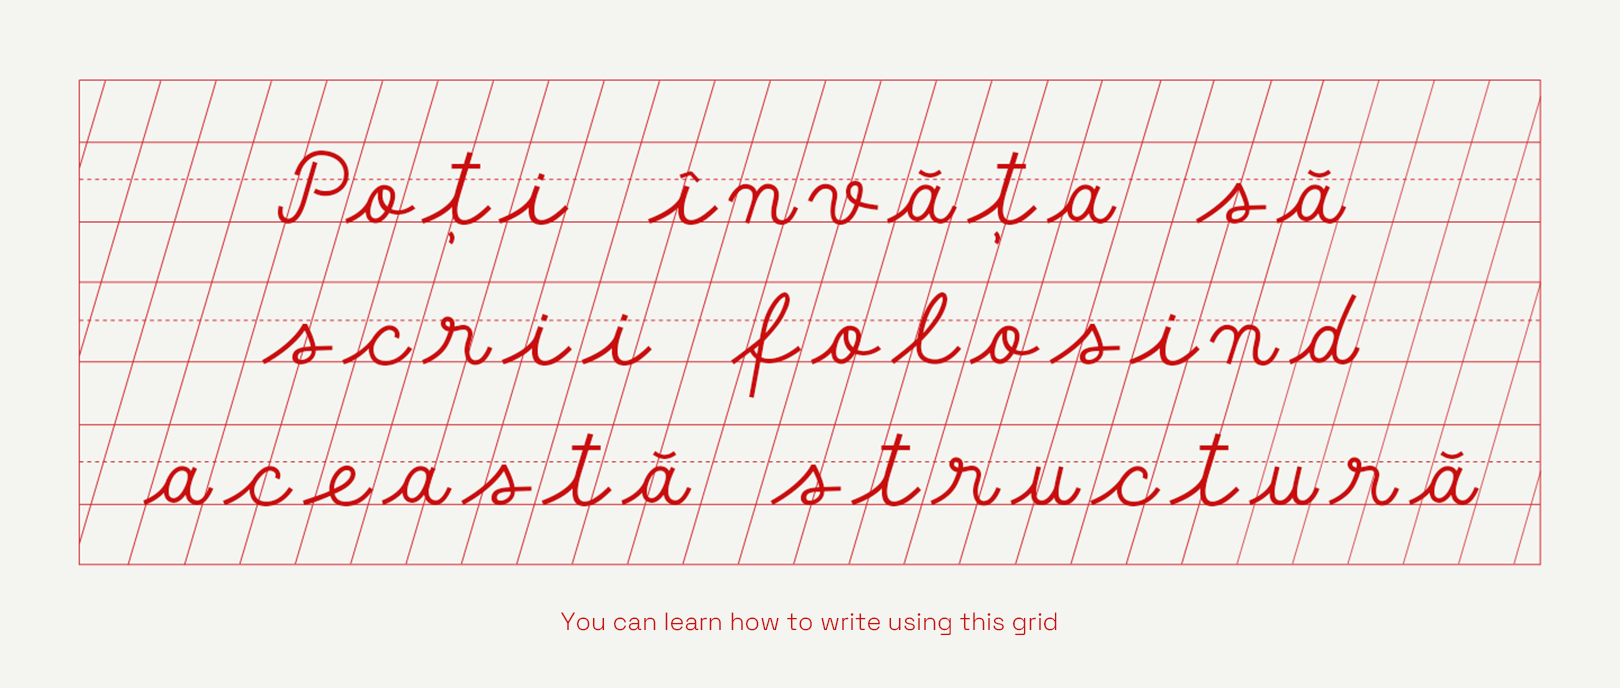 Poți învăța să
scrii folosind
această structură
You can learn how to write using this grid